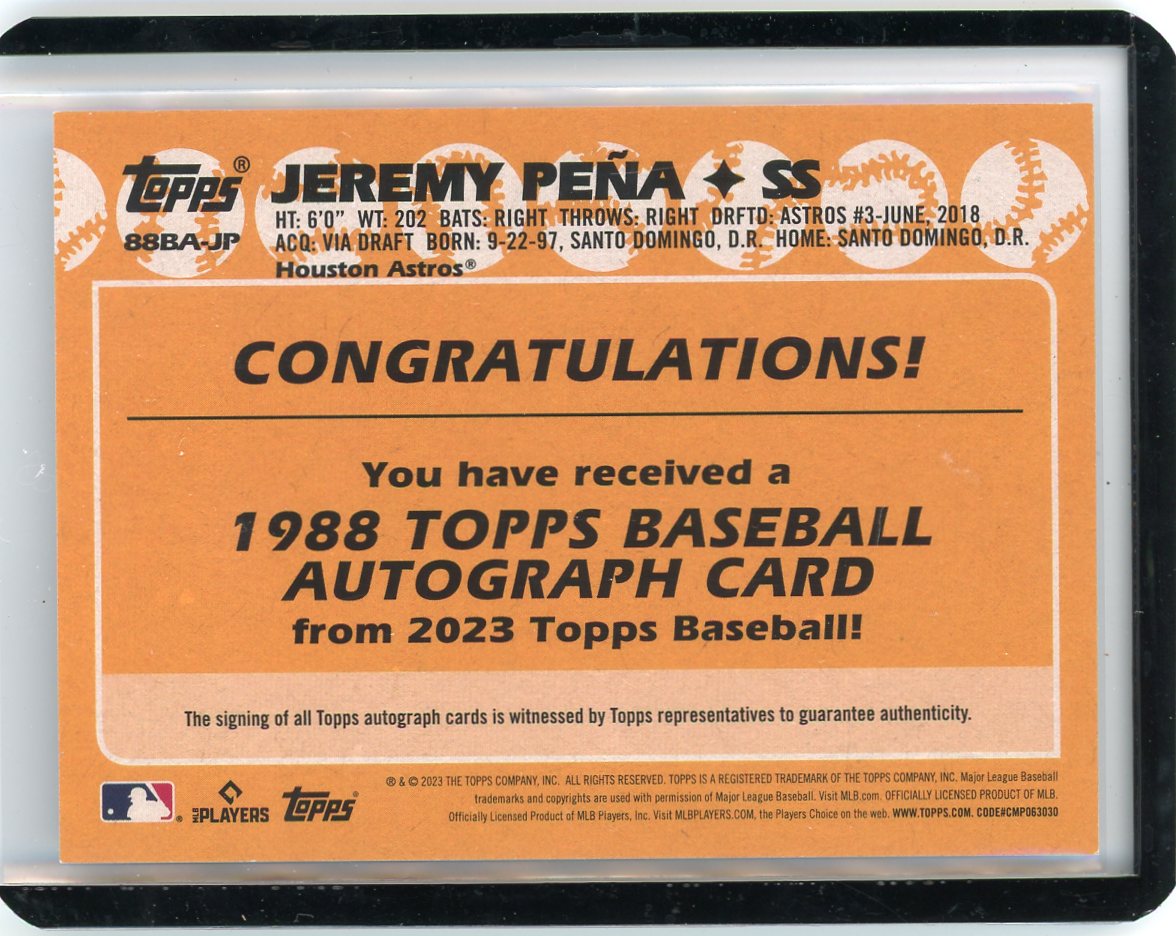 Topps®
88BA-JP
JEREMY PEÑA ✦ SS
HT: 6'0" WT: 202 BATS: RIGHT THROWS: RIGHT DRFTD: ASTROS #3-JUNE, 2018
ACQ: VIA DRAFT BORN: 9-22-97, SANTO DOMINGO, D.R. HOME: SANTO DOMINGO, D.R.
Houston Astros®
CONGRATULATIONS!
You have received a
1988 TOPPS BASEBALL
AUTOGRAPH CARD
from 2023 Topps Baseball!
The signing of all Topps autograph cards is witnessed by Topps representatives to guarantee authenticity.
® MLB PLAYERS Topps®
® & © 2023 THE TOPPS COMPANY, INC. ALL RIGHTS RESERVED. TOPPS IS A REGISTERED TRADEMARK OF THE TOPPS COMPANY, INC. Major League Baseball
trademarks and copyrights are used with permission of Major League Baseball. Visit MLB.com. OFFICIALLY LICENSED PRODUCT OF MLB.
Officially Licensed Product of MLB Players, Inc. Visit MLBPLAYERS.COM, the Players Choice on the web. WWW.TOPPS.COM. CODE#CMP063030